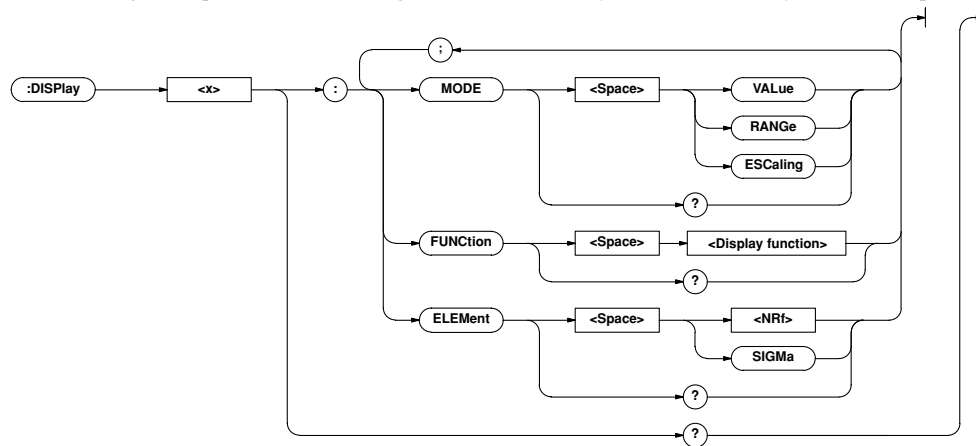 ;
:DISPlay <x> : MODE <Space> VALue
RANGe
ESCaling
?
FUNCtion <Space> <Display function>
?
ELEMent <Space> <NRf>
SIGMa
?
?